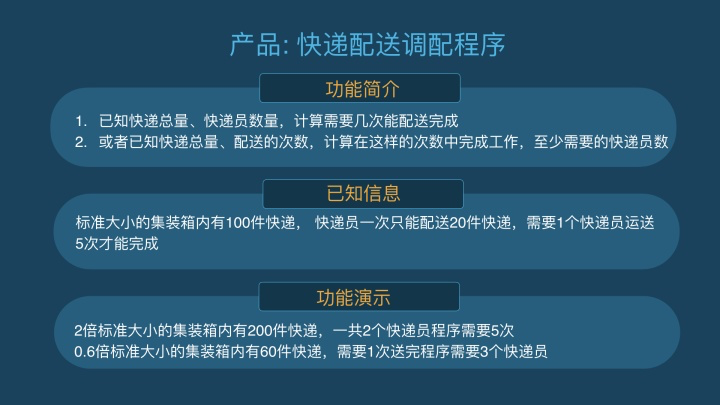 产品: 快递配送调配程序
功能简介
1. 已知快递总量、快递员数量，计算需要几次能配送完成
2. 或者已知快递总量、配送的次数，计算在这样的次数中完成工作，至少需要的快递员数
已知信息
标准大小的集装箱内有100件快递， 快递员一次只能配送20件快递，需要1个快递员运送
5次才能完成
功能演示
2倍标准大小的集装箱内有200件快递，一共2个快递员程序需要5次
0.6倍标准大小的集装箱内有60件快递，需要1次送完程序需要3个快递员